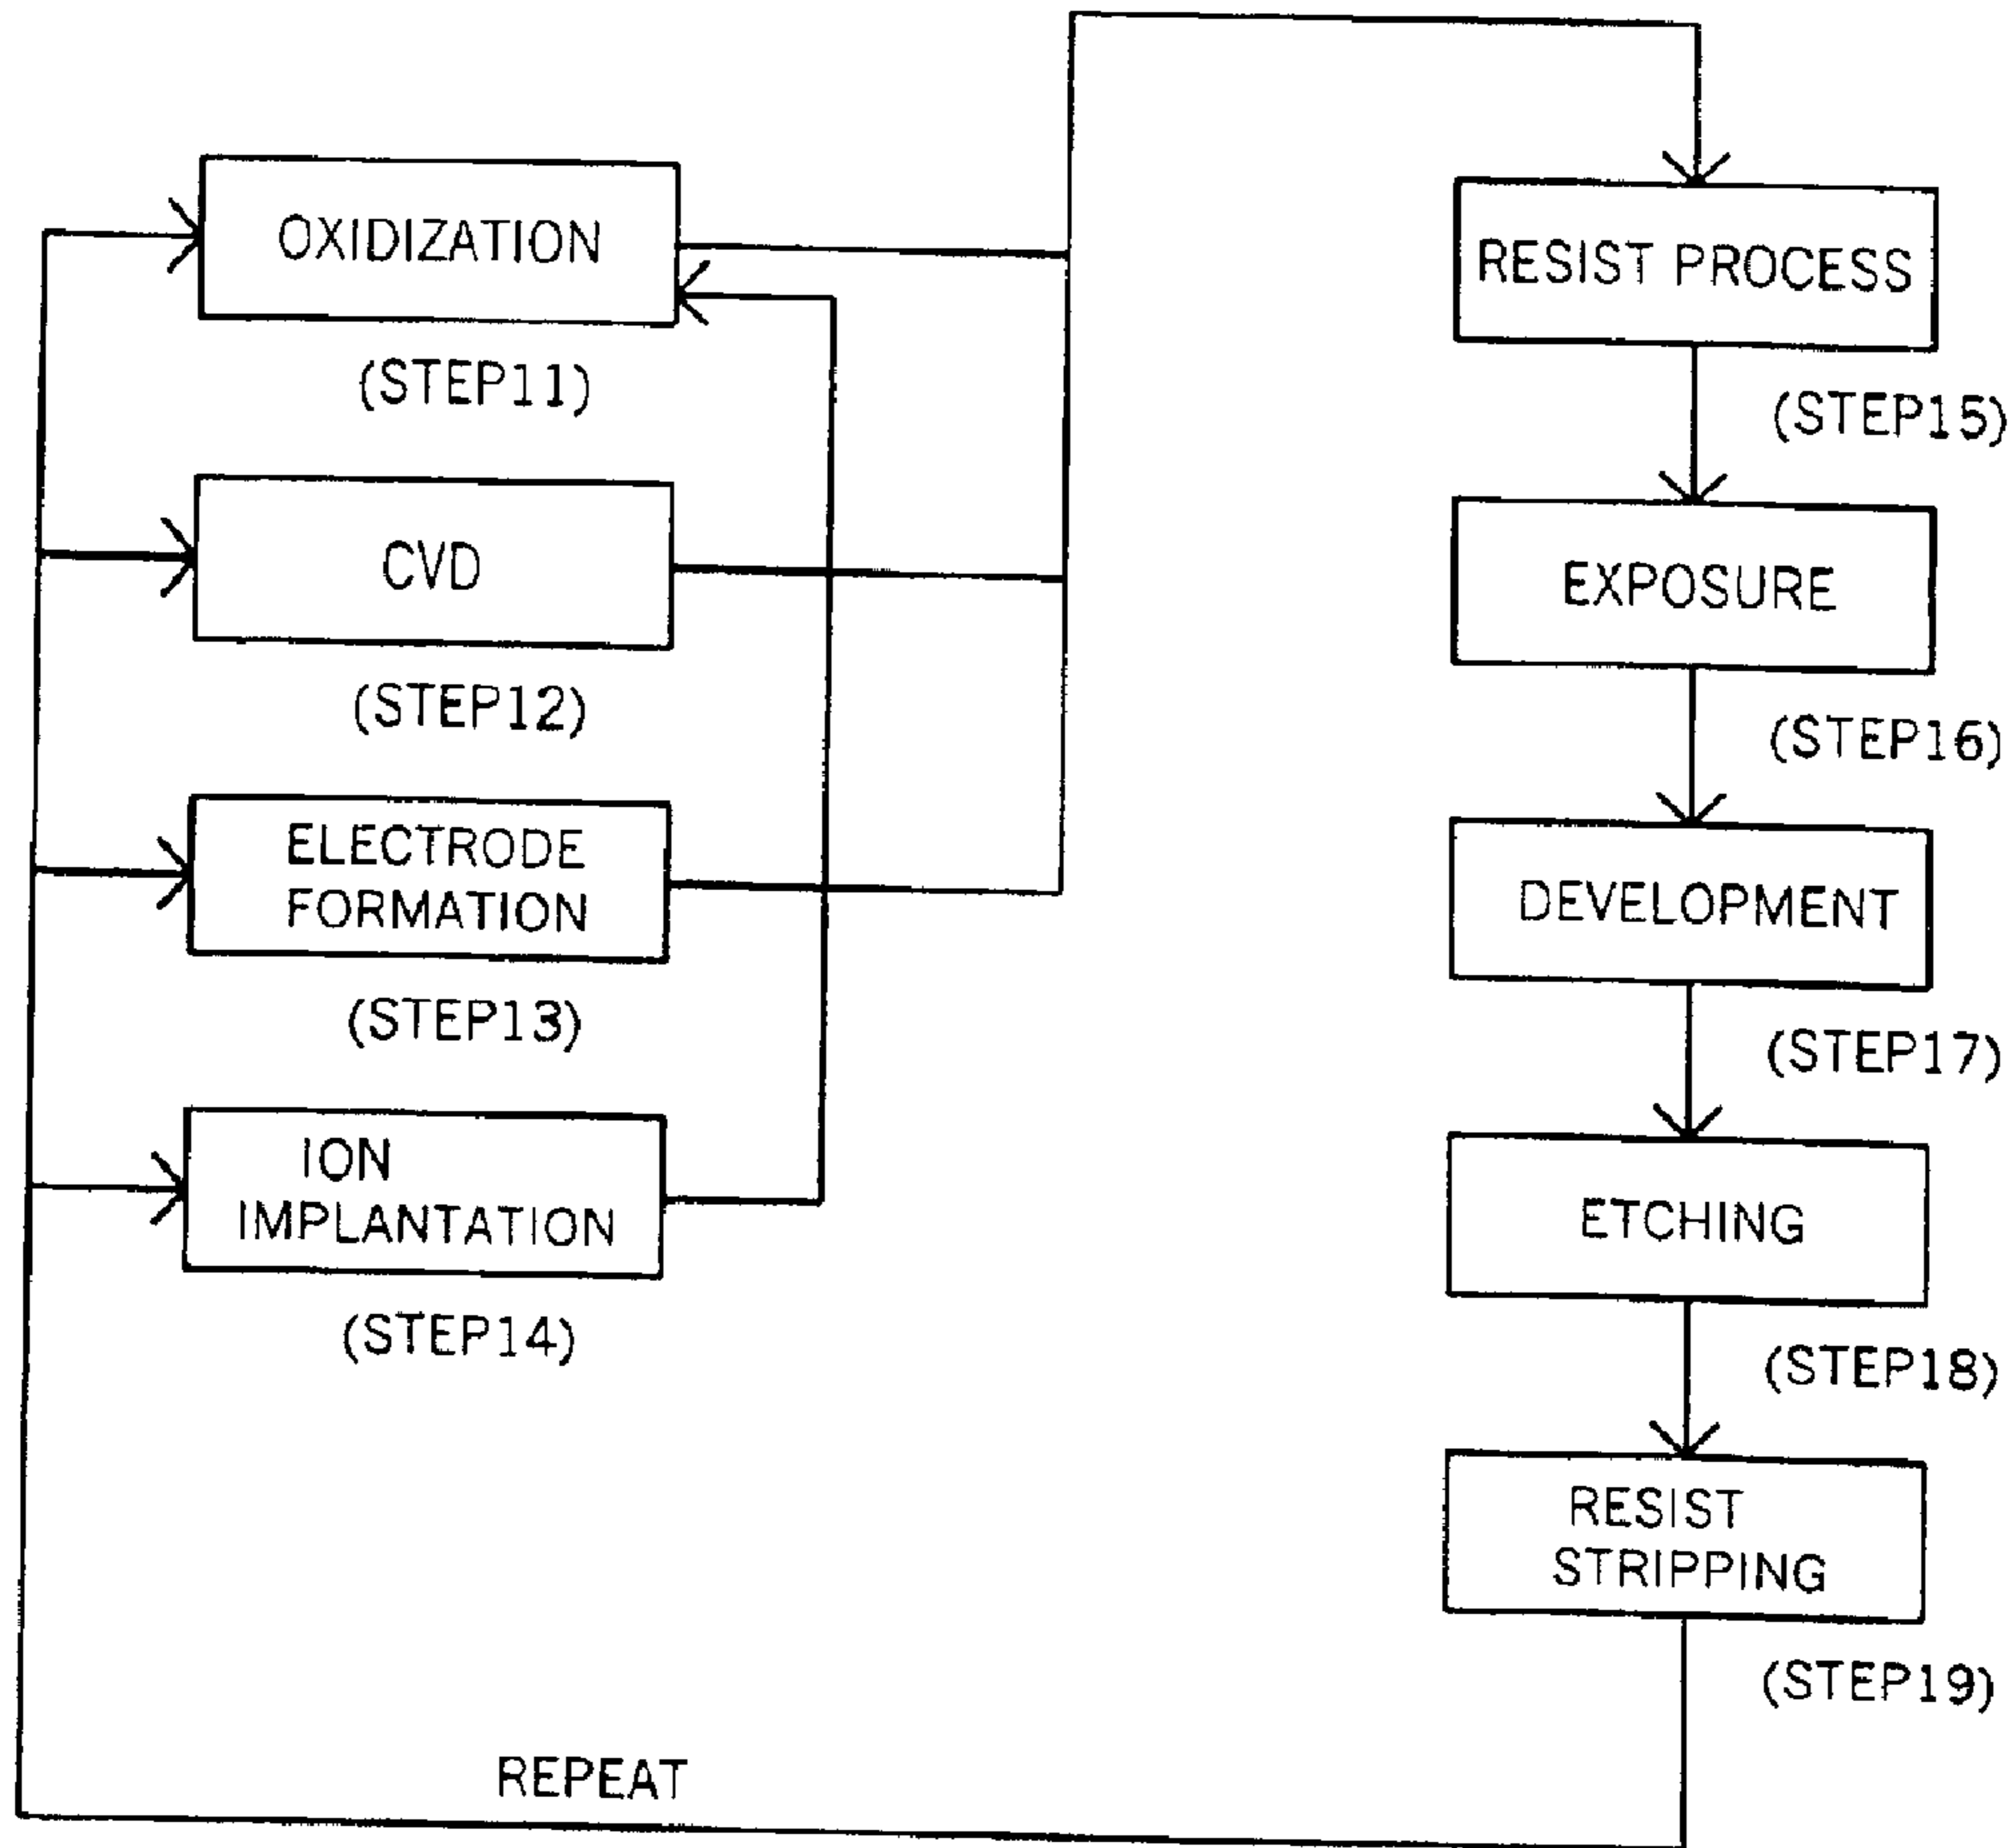 OXIDIZATION
(STEP11)
CVD
(STEP12)
ELECTRODE
FORMATION
(STEP13)
ION
IMPLANTATION
(STEP14)
RESIST PROCESS
(STEP15)
EXPOSURE
(STEP16)
DEVELOPMENT
(STEP17)
ETCHING
(STEP18)
RESIST
STRIPPING
(STEP19)
REPEAT